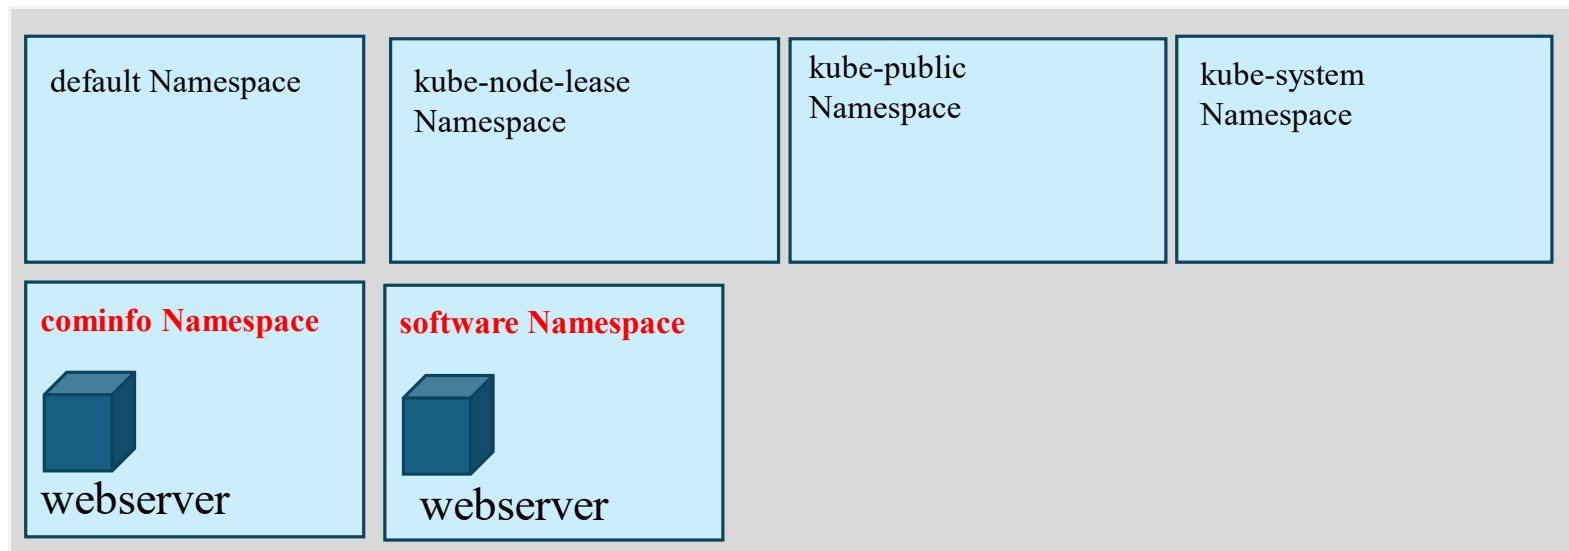 default Namespace
kube-node-lease
Namespace
kube-public
Namespace
kube-system
Namespace
cominfo Namespace
webserver
software Namespace
webserver